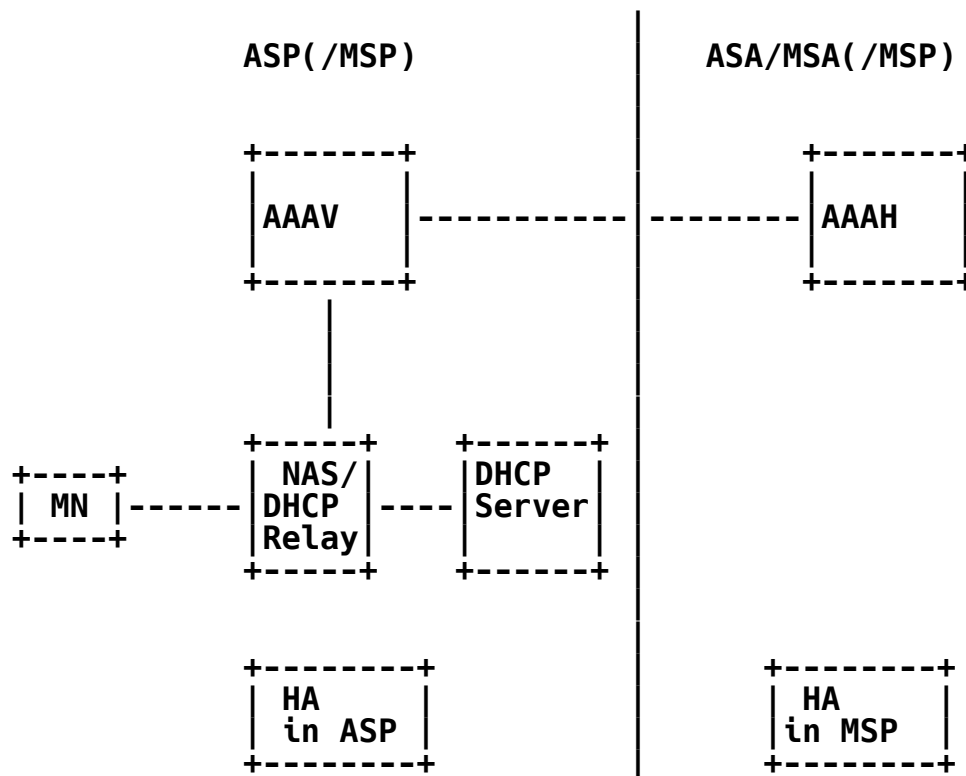 ASP(/MSP) ASA/MSA(/MSP)
AAAV AAAH
MN
NAS/
DHCP
Relay
DHCP
Server
HA
in ASP
HA
in MSP